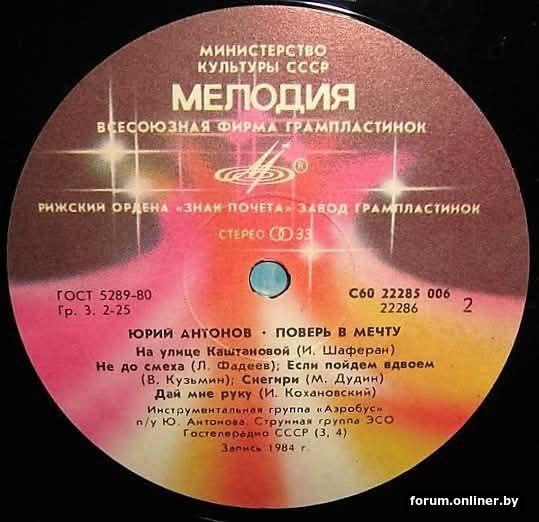 МИНИСТЕРСТВО
КУЛЬТУРЫ СССР
МЕЛОДИЯ
ВСЕСОЮЗНАЯ ФИРМА ГРАМПЛАСТИНОК
®
РИЖСКИЙ ОРДЕНА «ЗНАК ПОЧЕТА» ЗАВОД ГРАМПЛАСТИНОК
СТЕРЕО 33
ГОСТ 5289-80
Гр. 3. 2-25
С60 22285 006
22286
2
ЮРИЙ АНТОНОВ · ПОВЕРЬ В МЕЧТУ
На улице Каштановой (И. Шаферан)
Не до смеха (Л. Фадеев); Если пойдем вдвоем
(В. Кузьмин); Снегири (М. Дудин)
Дай мне руку (И. Кохановский)
Инструментальная группа «Аэробус»
п/у Ю. Антонова. Струнная группа ЭСО
Гостелерадио СССР (3, 4)
Запись 1984 г.
forum.onliner.by